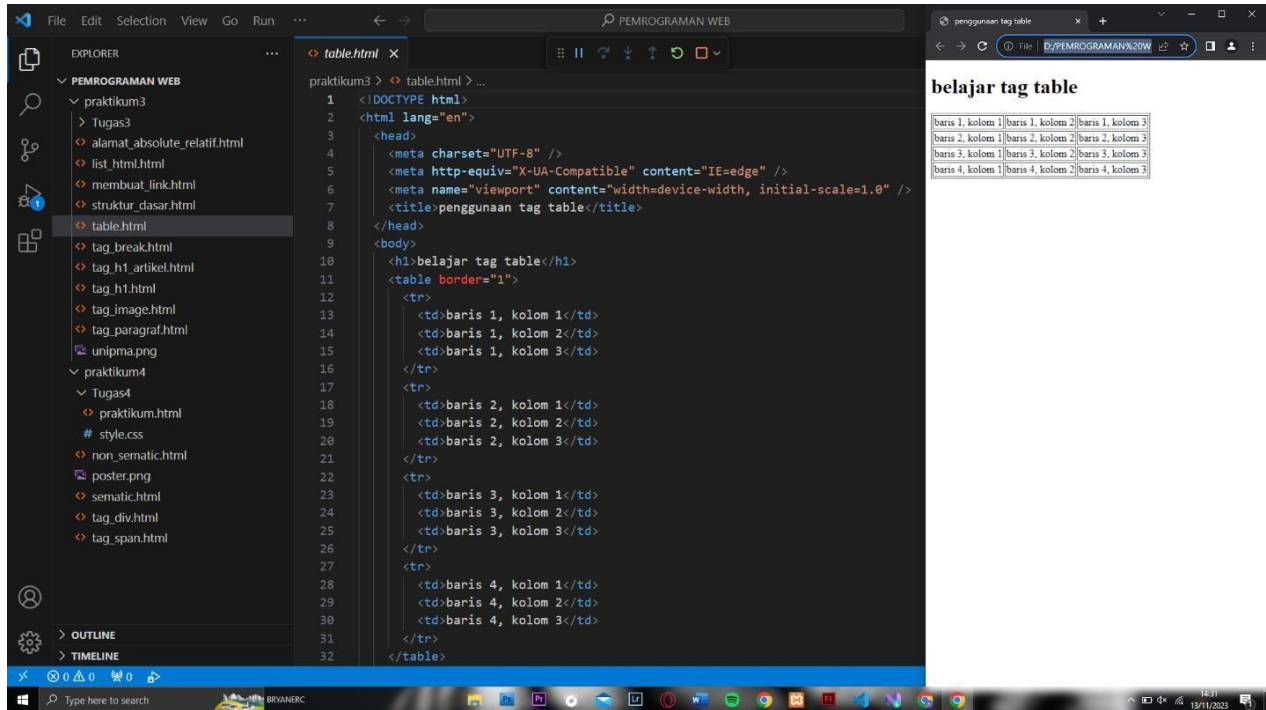 File Edit Selection View Go Run ···
PEMROGRAMAN WEB
EXPLORER ···
PEMROGRAMAN WEB
praktikum3
Tugas3
alamat_absolute_relatif.html
list_html.html
membuat_link.html
struktur_dasar.html
table.html
tag_break.html
tag_h1_artikel.html
tag_h1.html
tag_image.html
tag_paragraf.html
unipma.png
praktikum4
Tugas4
praktikum.html
# style.css
non_sematic.html
poster.png
sematic.html
tag_div.html
tag_span.html
OUTLINE
TIMELINE
1
table.html
praktikum3 > table.html > ...
1 <!DOCTYPE html>
2 <html lang="en">
3 <head>
4 <meta charset="UTF-8" />
5 <meta http-equiv="X-UA-Compatible" content="IE=edge" />
6 <meta name="viewport" content="width=device-width, initial-scale=1.0" />
7 <title>penggunaan tag table</title>
8 </head>
9 <body>
10 <h1>belajar tag table</h1>
11 <table border="1">
12 <tr>
13 <td>baris 1, kolom 1</td>
14 <td>baris 1, kolom 2</td>
15 <td>baris 1, kolom 3</td>
16 </tr>
17 <tr>
18 <td>baris 2, kolom 1</td>
19 <td>baris 2, kolom 2</td>
20 <td>baris 2, kolom 3</td>
21 </tr>
22 <tr>
23 <td>baris 3, kolom 1</td>
24 <td>baris 3, kolom 2</td>
25 <td>baris 3, kolom 3</td>
26 </tr>
27 <tr>
28 <td>baris 4, kolom 1</td>
29 <td>baris 4, kolom 2</td>
30 <td>baris 4, kolom 3</td>
31 </tr>
32 </table>
penggunaan tag table
File D:/PEMROGRAMAN%20W
belajar tag table
baris 1, kolom 1 baris 1, kolom 2 baris 1, kolom 3
baris 2, kolom 1 baris 2, kolom 2 baris 2, kolom 3
baris 3, kolom 1 baris 3, kolom 2 baris 3, kolom 3
baris 4, kolom 1 baris 4, kolom 2 baris 4, kolom 3
0 0 0
Type here to search
BRYANERC
Ps Pr Lr
14:31
13/11/2023